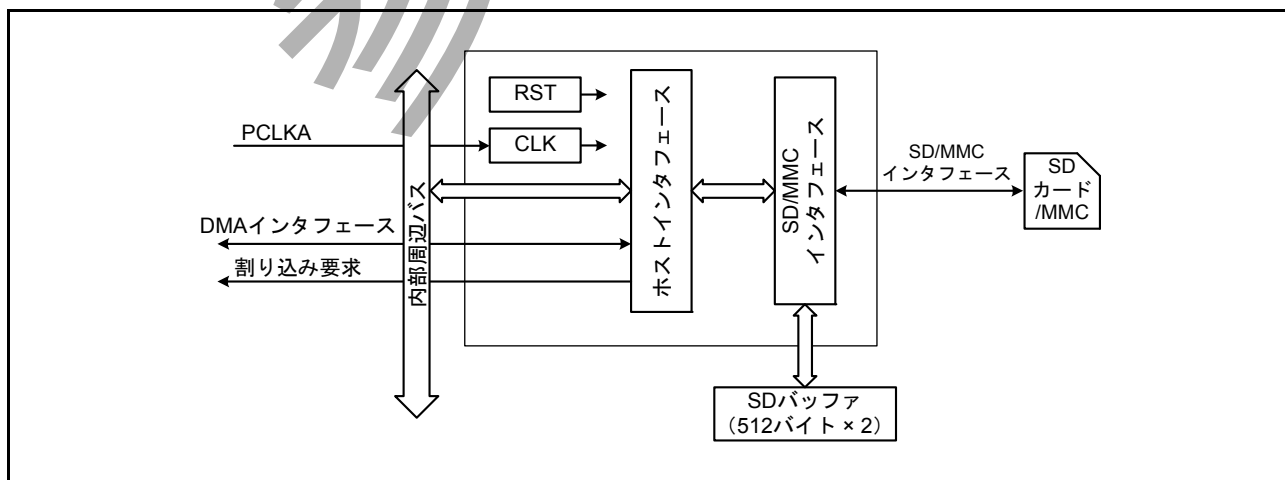 RST
PCLKA
CLK
DMAインタフェース
割り込み要求
内部周辺バス
ホストインタフェース
SD/MMC
インタフェース
SD/MMC
インタフェース
SD
カード
/MMC
SDバッファ
(512バイト × 2)